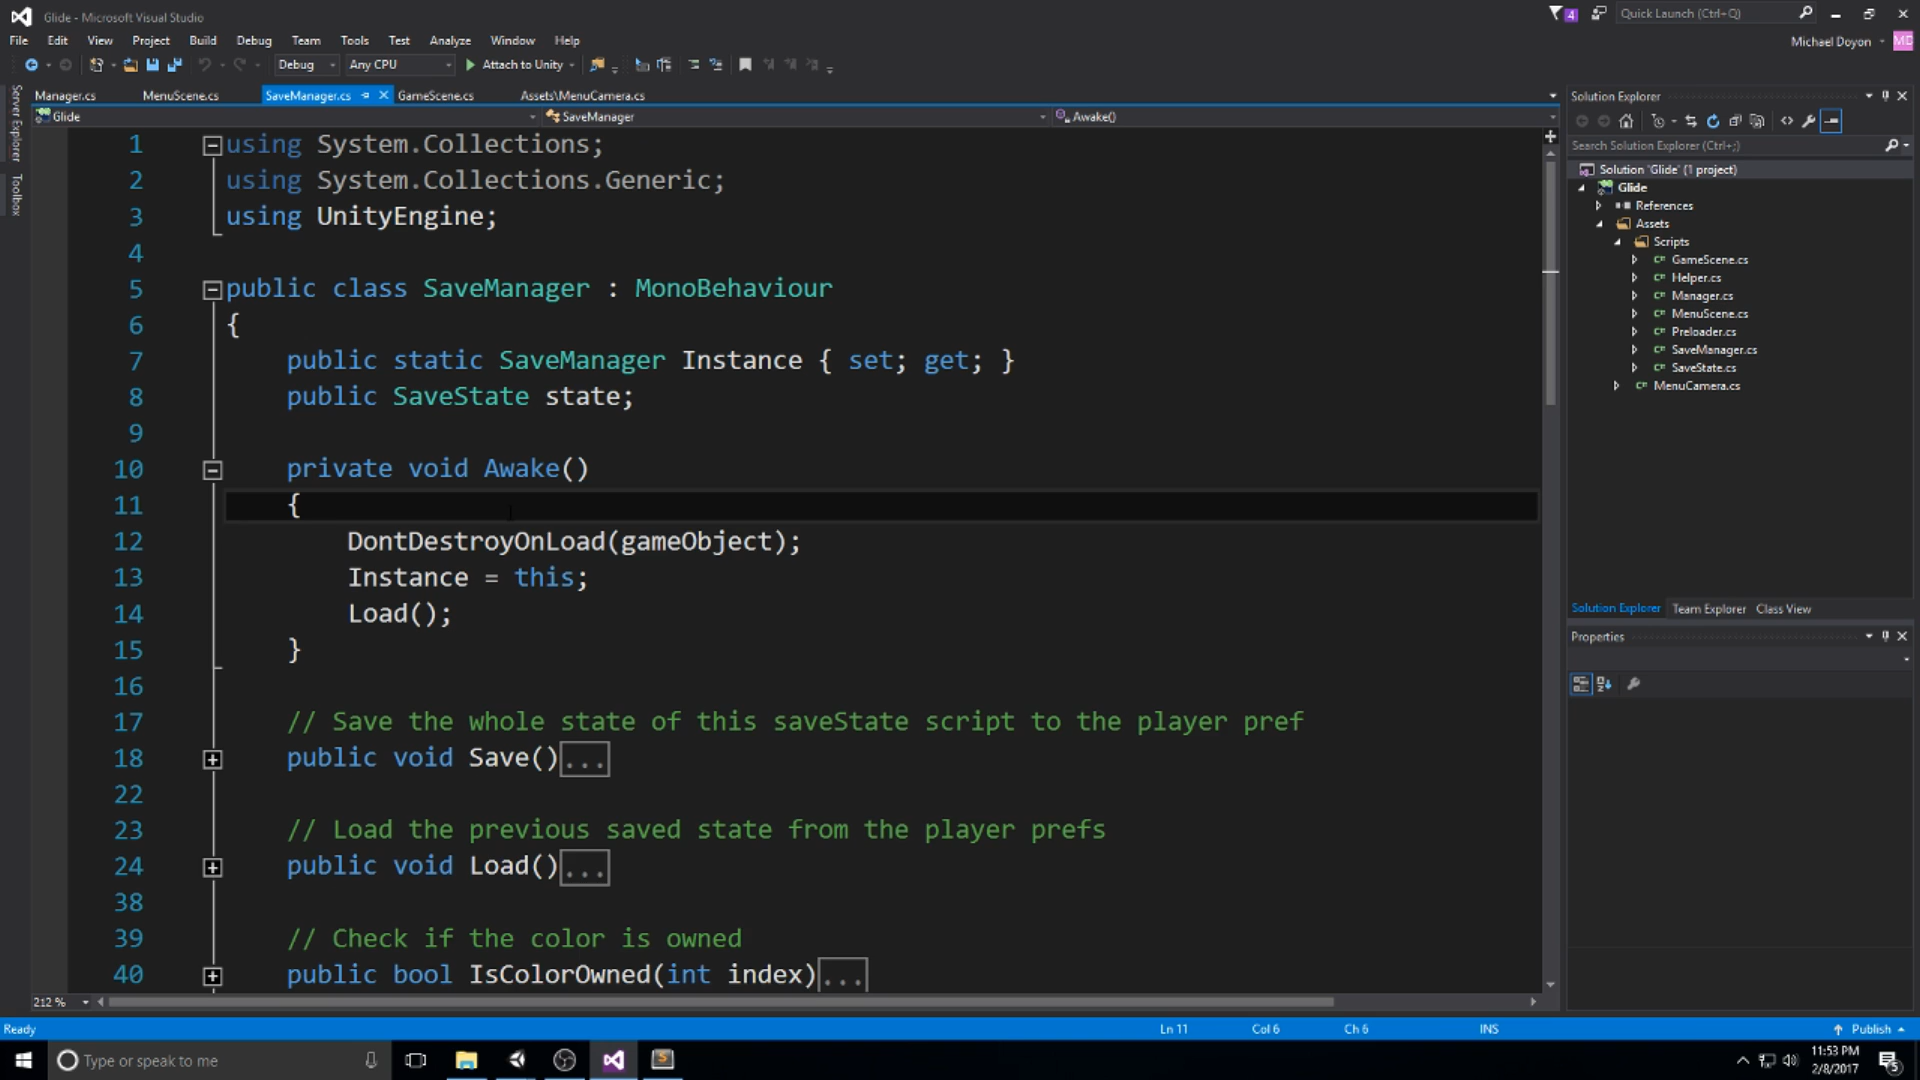 Glide - Microsoft Visual Studio
4
Quick Launch (Ctrl+Q)
File Edit View Project Build Debug Team Tools Test Analyze Window Help
Michael Doyon
MD
Debug Any CPU Attach to Unity
Server Explorer
Toolbox
Manager.cs MenuScene.cs SaveManager.cs GameScene.cs Assets\MenuCamera.cs
Glide SaveManager Awake()
1 using System.Collections;
2 using System.Collections.Generic;
3 using UnityEngine;
4
5 public class SaveManager : MonoBehaviour
6 {
7 public static SaveManager Instance { set; get; }
8 public SaveState state;
9
10 private void Awake()
11 {
12 DontDestroyOnLoad(gameObject);
13 Instance = this;
14 Load();
15 }
16
17 // Save the whole state of this saveState script to the player pref
18 public void Save()...
22
23 // Load the previous saved state from the player prefs
24 public void Load()...
38
39 // Check if the color is owned
40 public bool IsColorOwned(int index)...
212 %
Solution Explorer
Search Solution Explorer (Ctrl+;)
Solution 'Glide' (1 project)
Glide
References
Assets
Scripts
C# GameScene.cs
C# Helper.cs
C# Manager.cs
C# MenuScene.cs
C# Preloader.cs
C# SaveManager.cs
C# SaveState.cs
C# MenuCamera.cs
Solution Explorer Team Explorer Class View
Properties
Ready Ln 11 Col 6 Ch 6 INS Publish
Type or speak to me
11:53 PM
2/8/2017
5